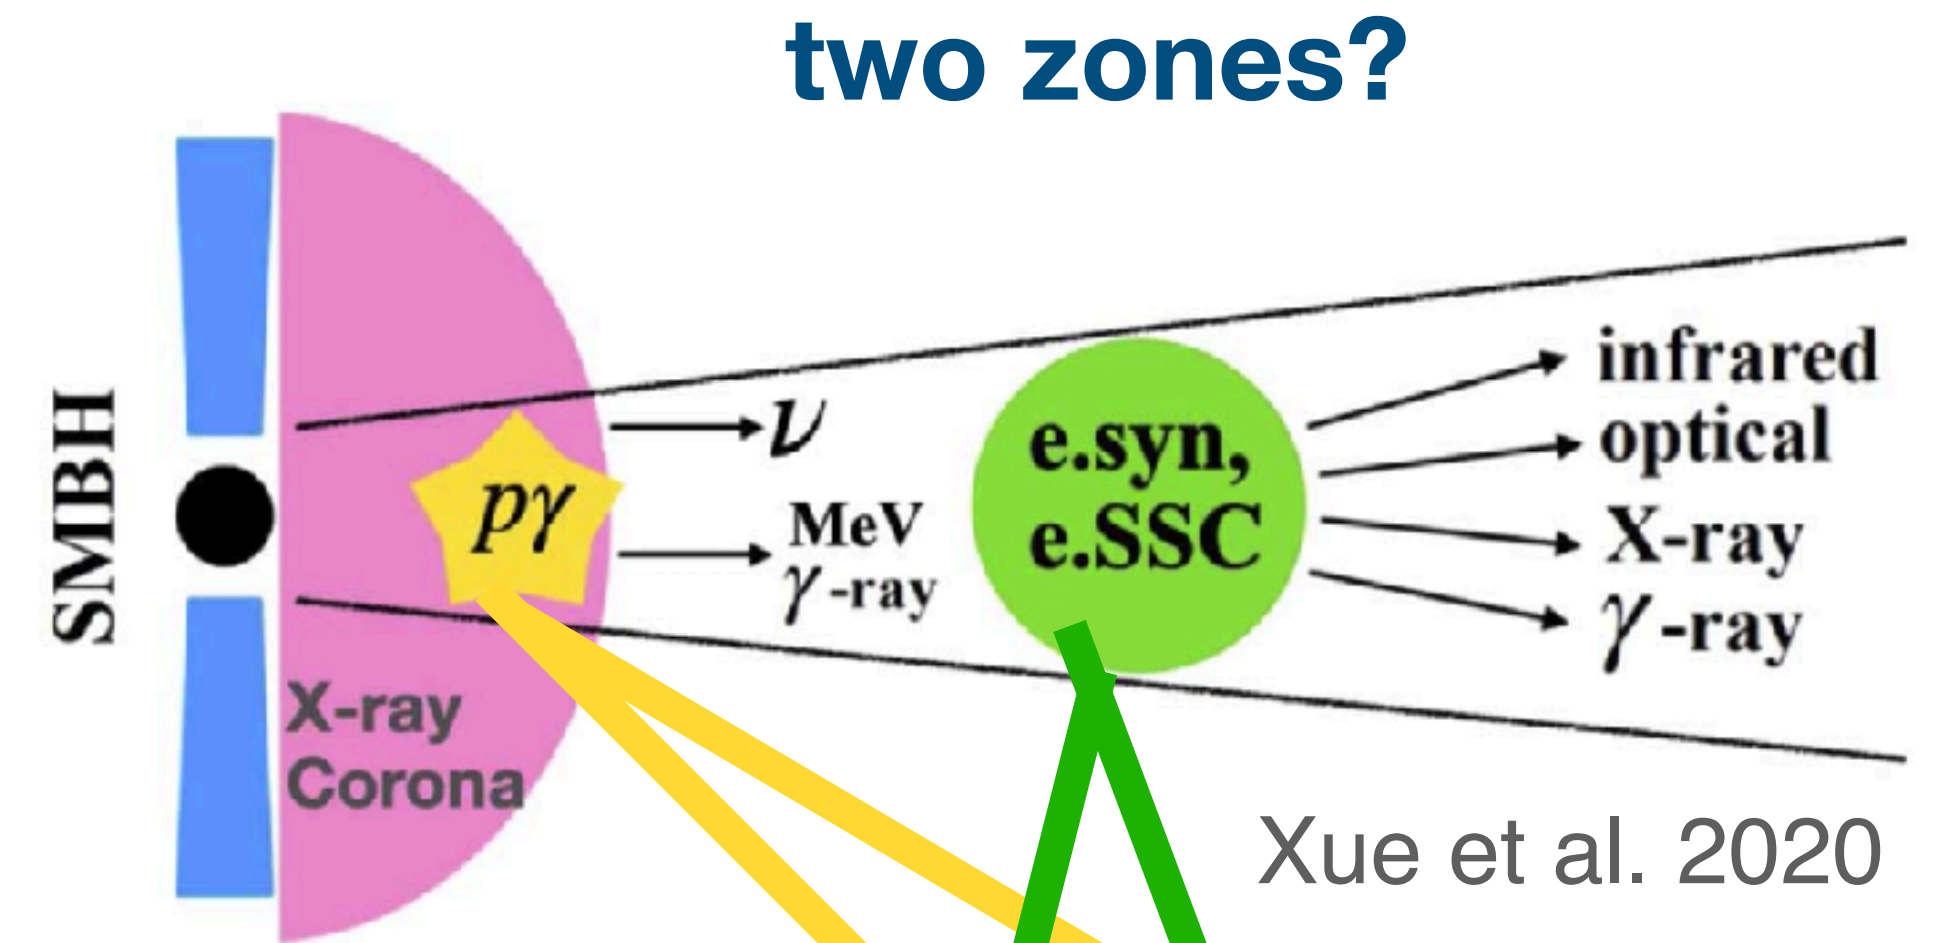 two zones?
SMBH
pγ
ν
MeV
γ-ray
e.syn,
e.SSC
infrared
optical
X-ray
γ-ray
X-ray
Corona
Xue et al. 2020